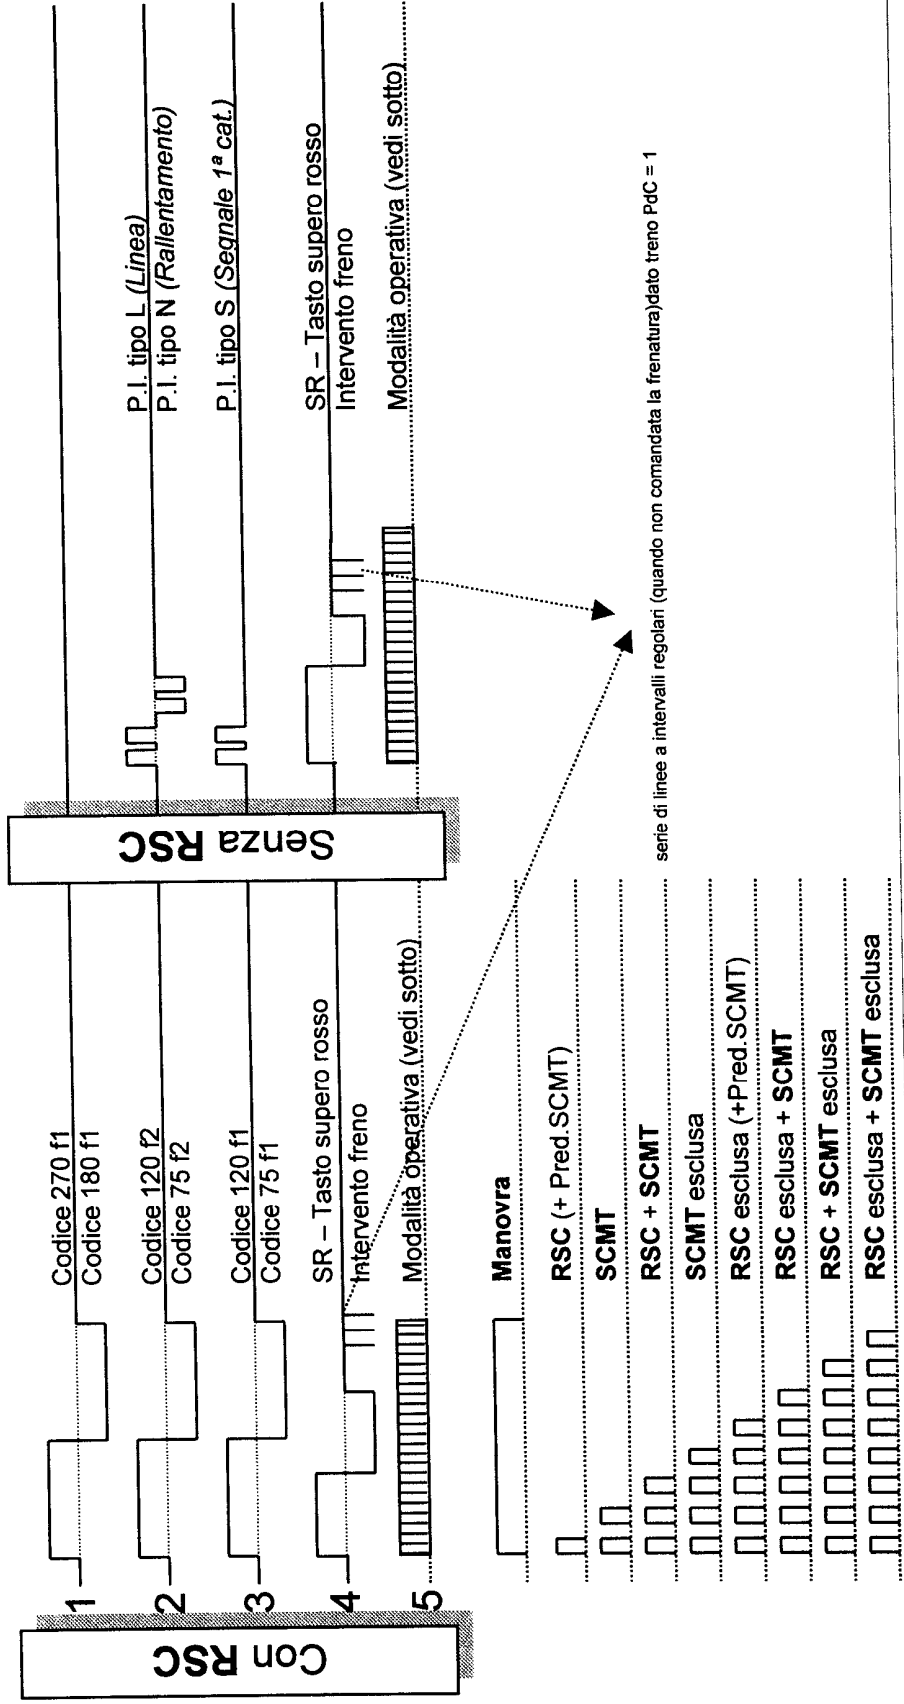 Con RSC
1
Codice 270 f1
Codice 180 f1
2
Codice 120 f2
Codice 75 f2
3
Codice 120 f1
Codice 75 f1
4
SR – Tasto supero rosso
Intervento freno
5
Modalità operativa (vedi sotto)
Senza RSC
P.I. tipo L (Linea)
P.I. tipo N (Rallentamento)
P.I. tipo S (Segnale 1ª cat.)
SR – Tasto supero rosso
Intervento freno
Modalità operativa (vedi sotto)
Manovra
RSC (+ Pred.SCMT)
SCMT
RSC + SCMT
SCMT esclusa
RSC esclusa (+Pred.SCMT)
RSC esclusa + SCMT
RSC + SCMT esclusa
RSC esclusa + SCMT esclusa
serie di linee a intervalli regolari (quando non comandata la frenatura)dato treno PdC = 1